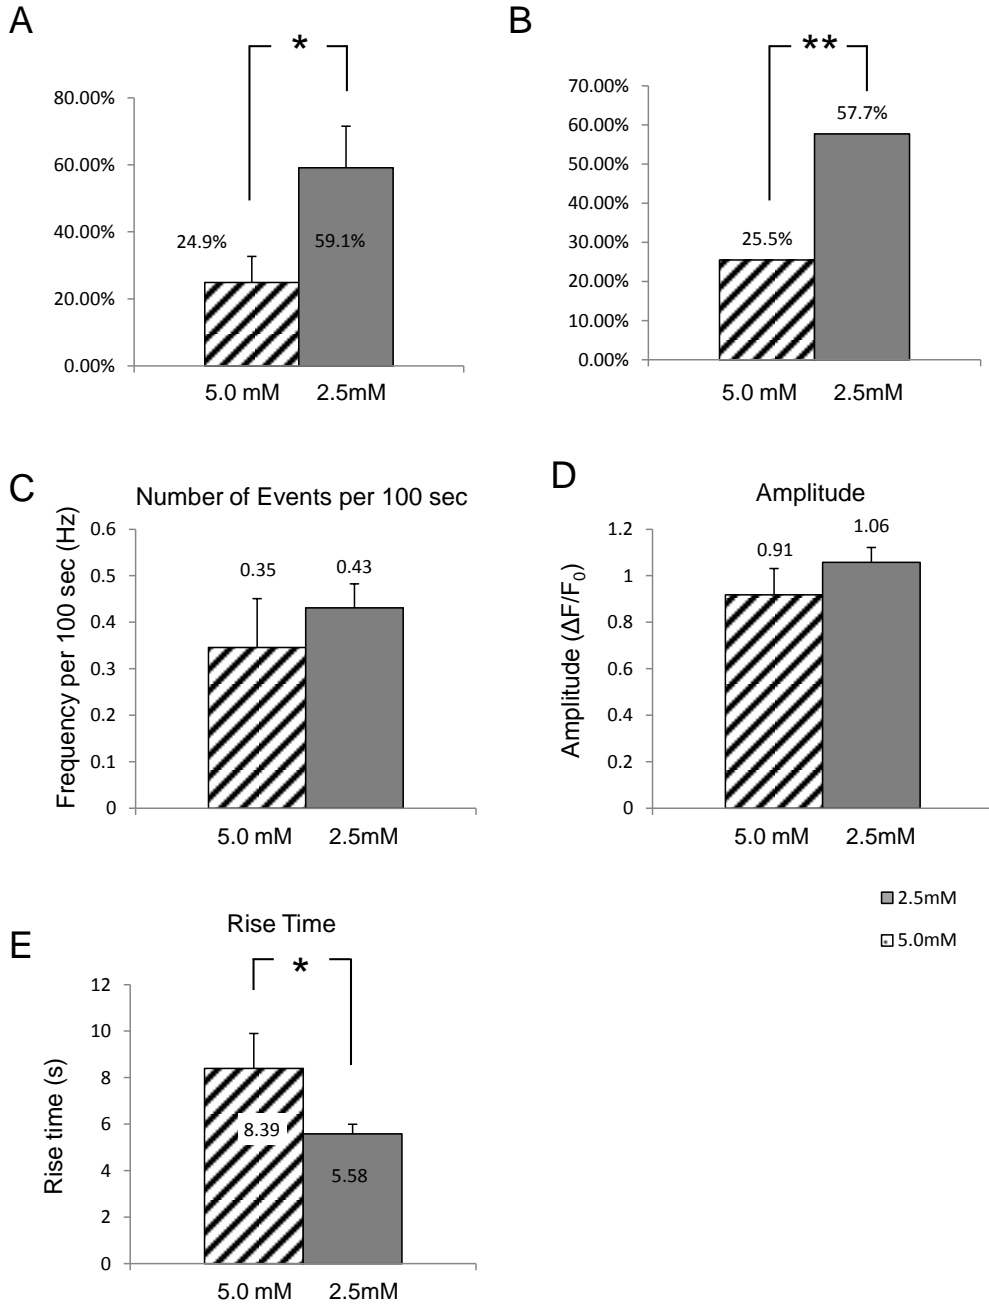 A
*
80.00%
60.00%
40.00%
20.00%
0.00%
24.9%
59.1%
5.0 mM 2.5mM
B
**
70.00%
60.00%
50.00%
40.00%
30.00%
20.00%
10.00%
0.00%
57.7%
25.5%
5.0 mM 2.5mM
C
Number of Events per 100 sec
Frequency per 100 sec (Hz)
0.6
0.5
0.4
0.3
0.2
0.1
0
0.35
0.43
5.0 mM 2.5mM
D
Amplitude
Amplitude (ΔF/F0)
1.2
1
0.8
0.6
0.4
0.2
0
0.91
1.06
5.0 mM 2.5mM
2.5mM
5.0mM
E
Rise Time
*
Rise time (s)
12
10
8
6
4
2
0
8.39
5.58
5.0 mM 2.5mM